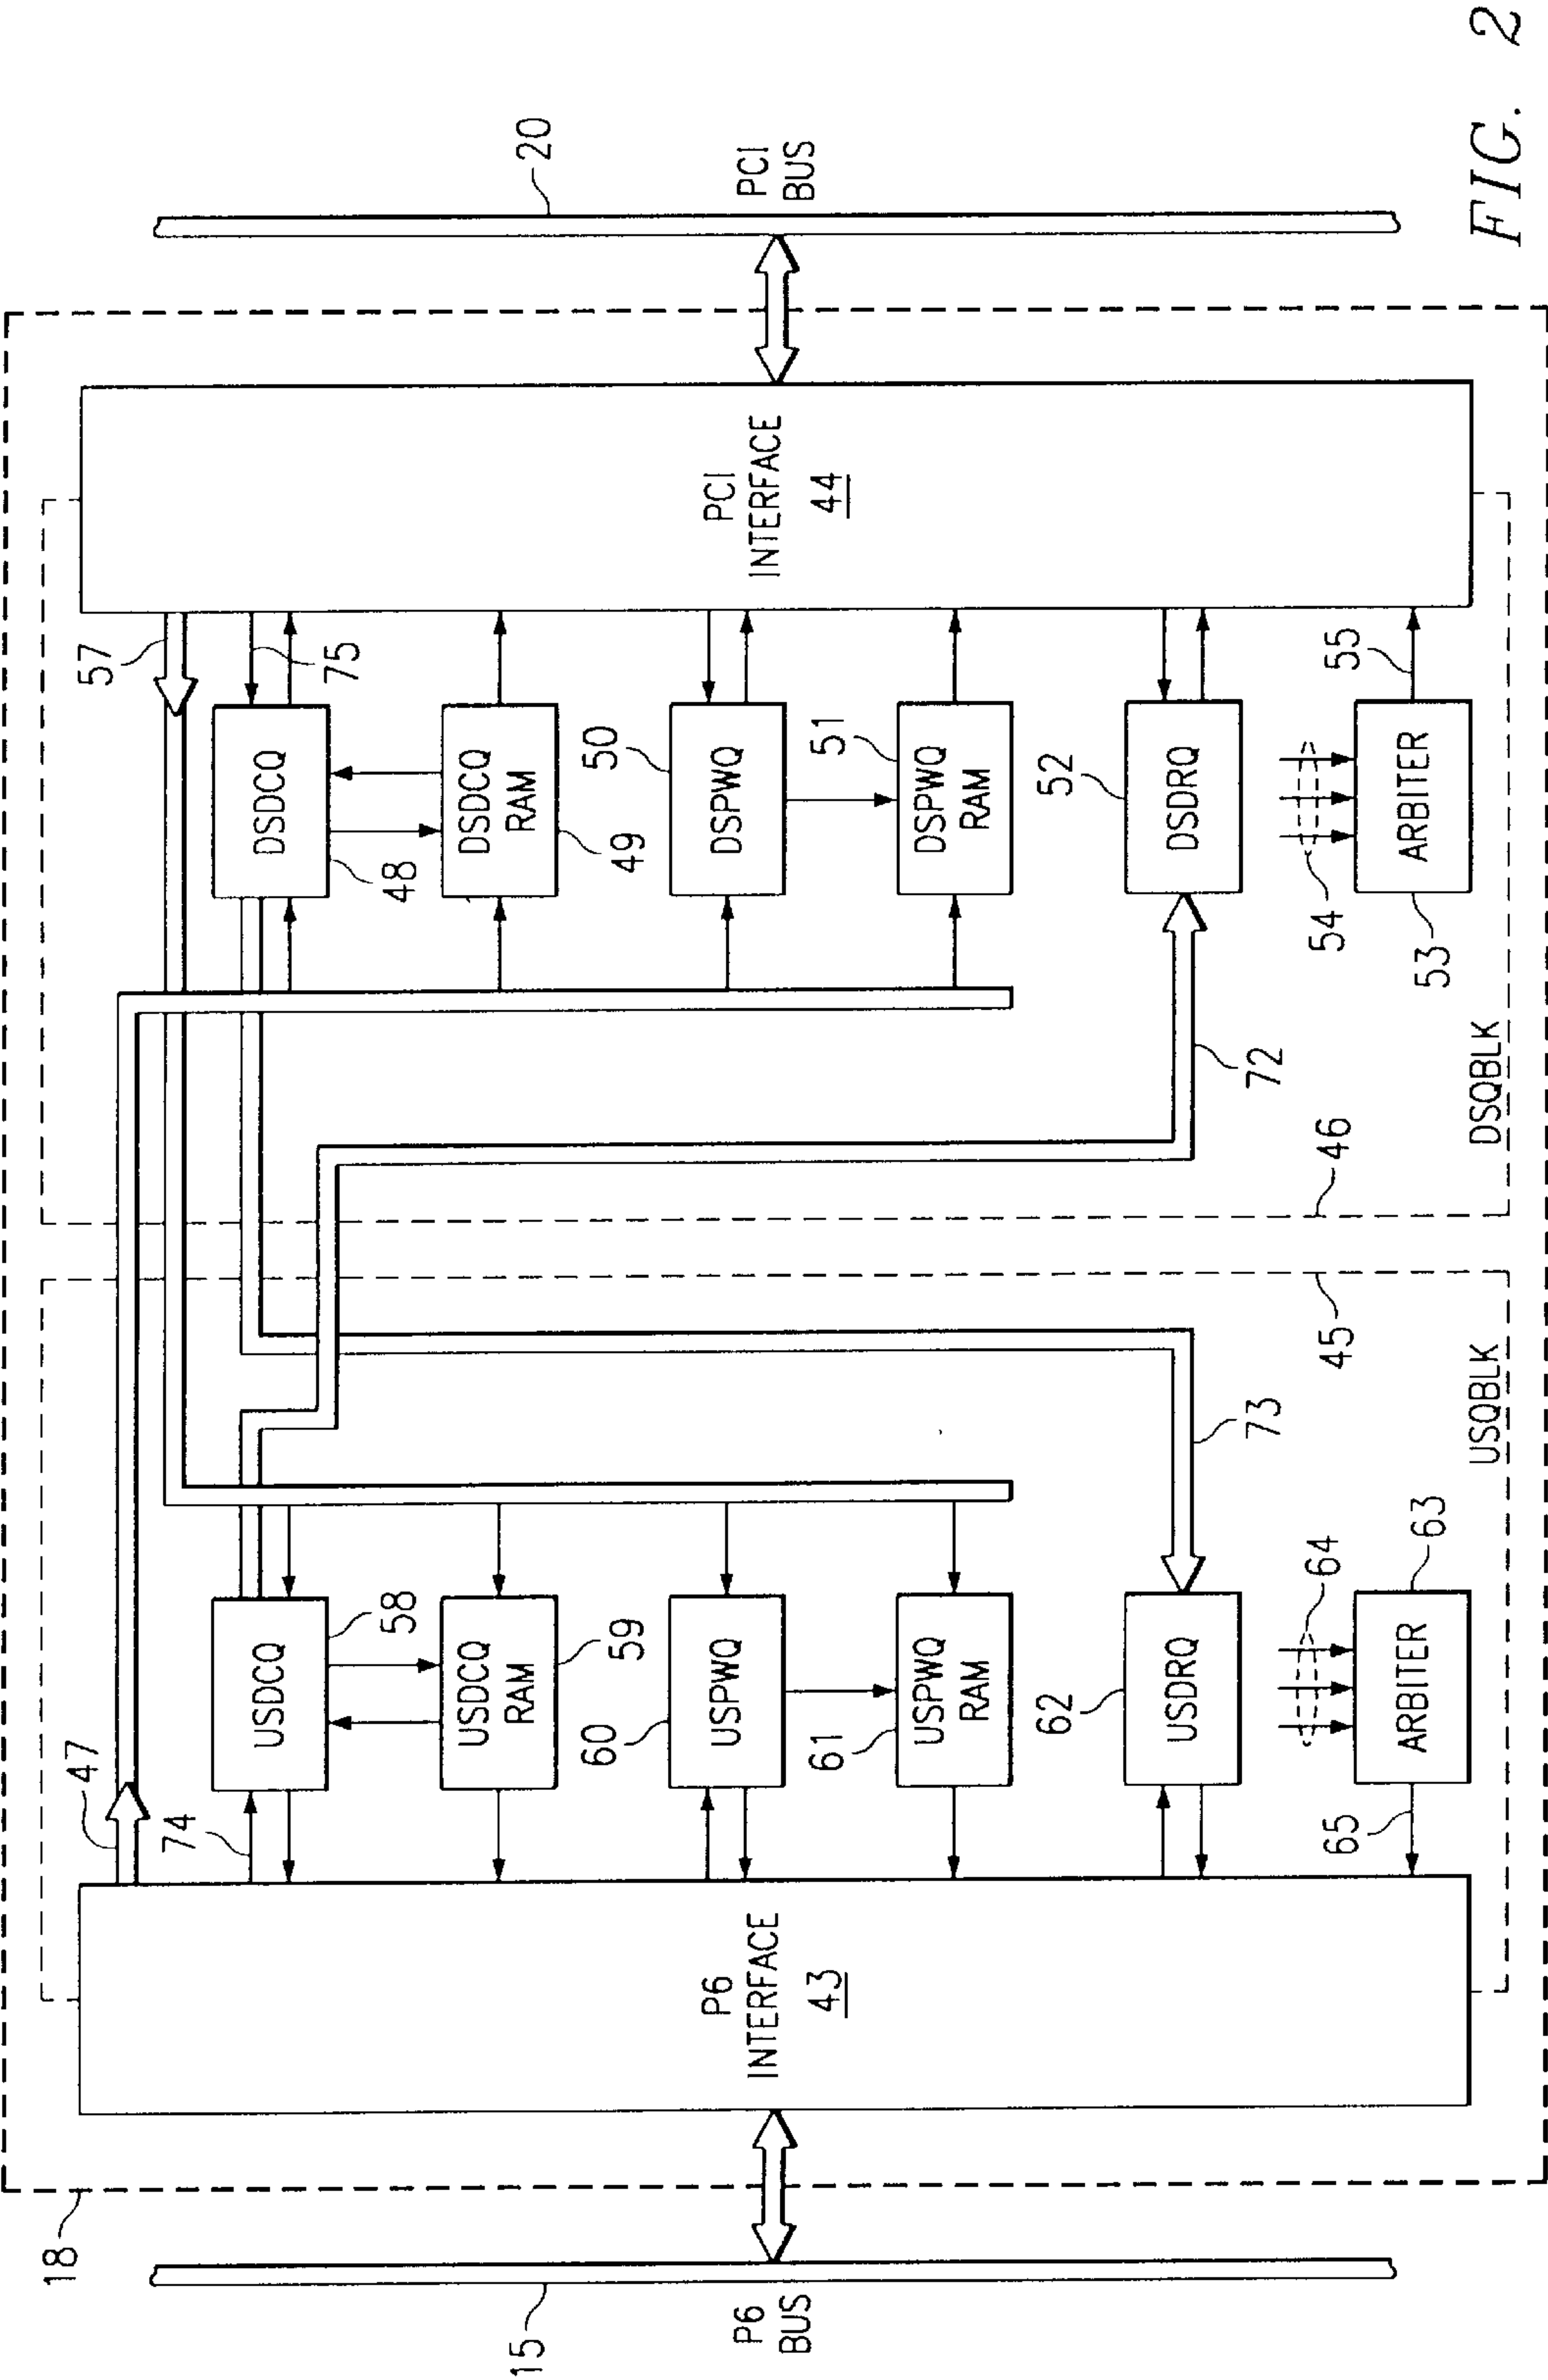 18
15
P6
BUS
P6
INTERFACE
43
47
74
USDCQ
58
USDCQ
RAM
59
60
USPWQ
61
USPWQ
RAM
62
USDRQ
64
63
ARBITER
65
73
45
USQBLK
46
DSQBLK
72
57
75
DSDCQ
48
DSDCQ
RAM
49
50
DSPWQ
51
DSPWQ
RAM
52
DSDRQ
54
ARBITER
53
55
PCI
INTERFACE
44
20
PCI
BUS
FIG. 2